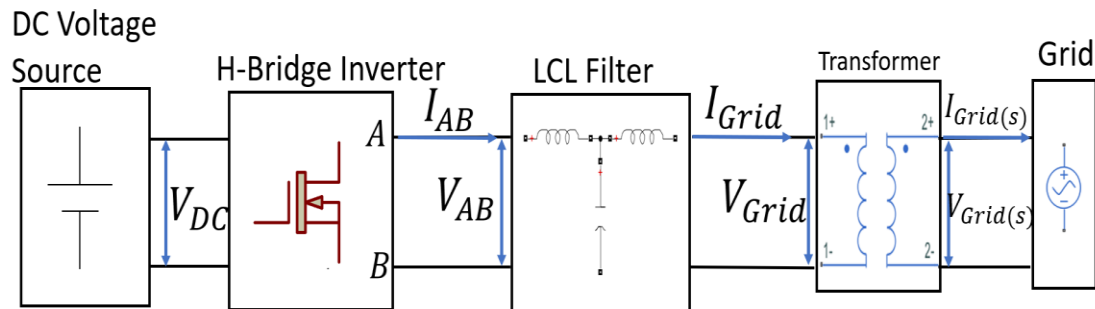 DC Voltage
Source
H-Bridge Inverter
LCL Filter
Transformer
Grid
V_DC
A
I_AB
V_AB
B
I_Grid
V_Grid
1+
1-
2+
2-
I_Grid(s)
V_Grid(s)